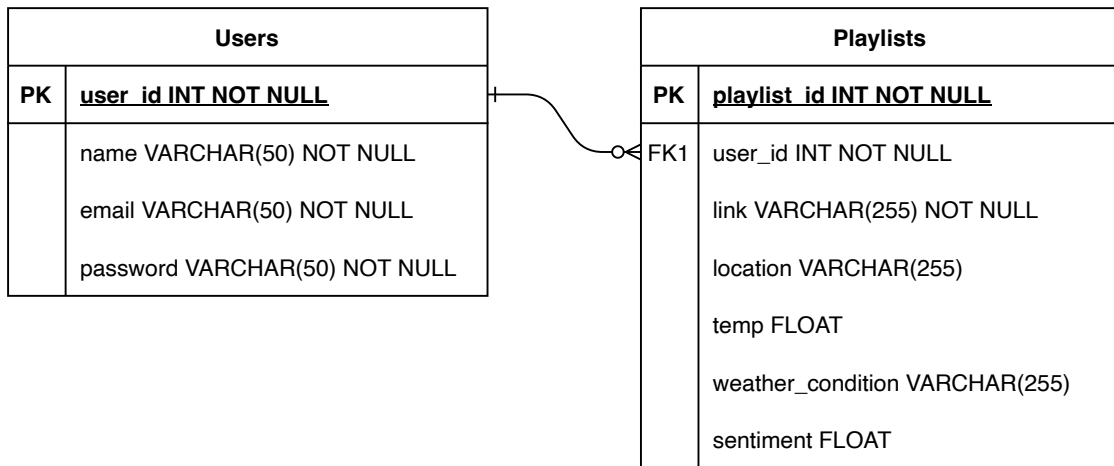 Users
PK user_id INT NOT NULL
name VARCHAR(50) NOT NULL
email VARCHAR(50) NOT NULL
password VARCHAR(50) NOT NULL
Playlists
PK playlist_id INT NOT NULL
FK1 user_id INT NOT NULL
link VARCHAR(255) NOT NULL
location VARCHAR(255)
temp FLOAT
weather_condition VARCHAR(255)
sentiment FLOAT